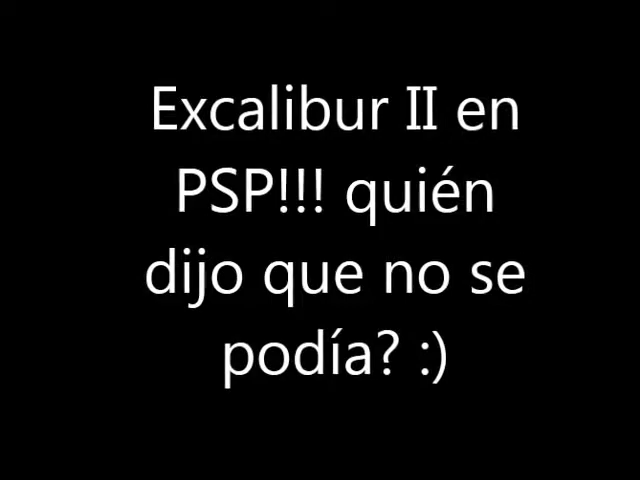 Excalibur II en
PSP!!! quién
dijo que no se
podía? :)